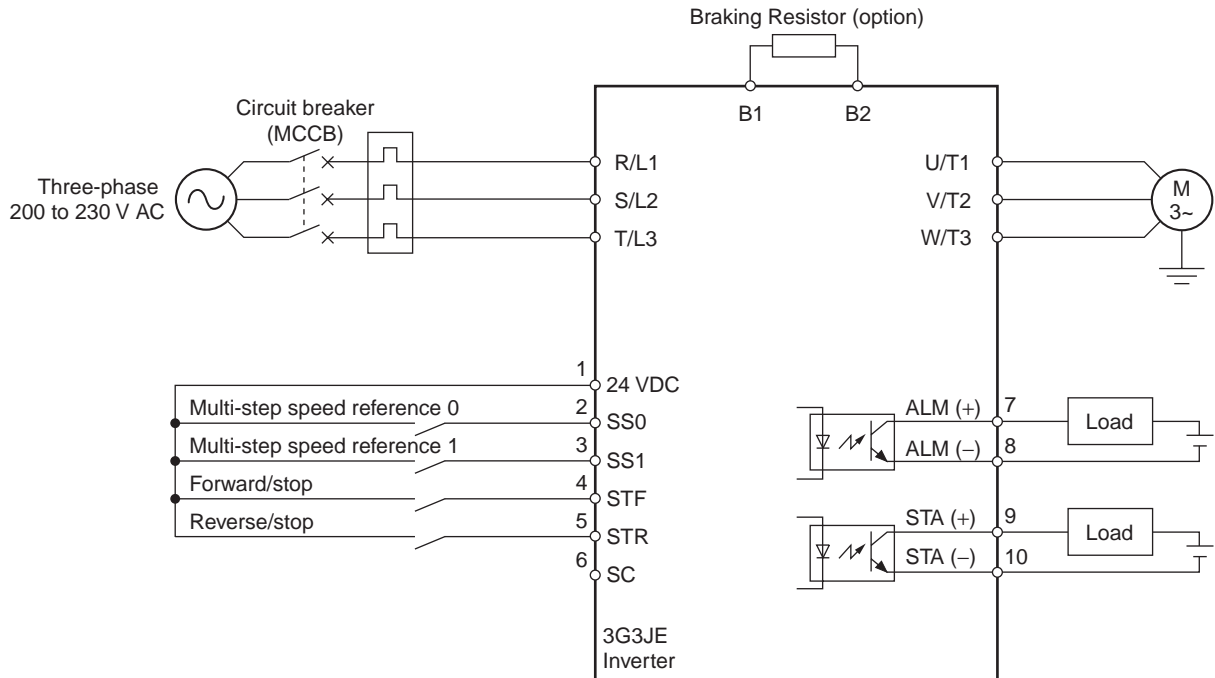 Braking Resistor (option)
B1
B2
Circuit breaker
(MCCB)
Three-phase
200 to 230 V AC
R/L1
S/L2
T/L3
U/T1
V/T2
W/T3
M
3~
1
24 VDC
Multi-step speed reference 0
2
SS0
Multi-step speed reference 1
3
SS1
Forward/stop
4
STF
Reverse/stop
5
STR
6
SC
ALM (+)
7
Load
ALM (−)
8
STA (+)
9
Load
STA (−)
10
3G3JE
Inverter